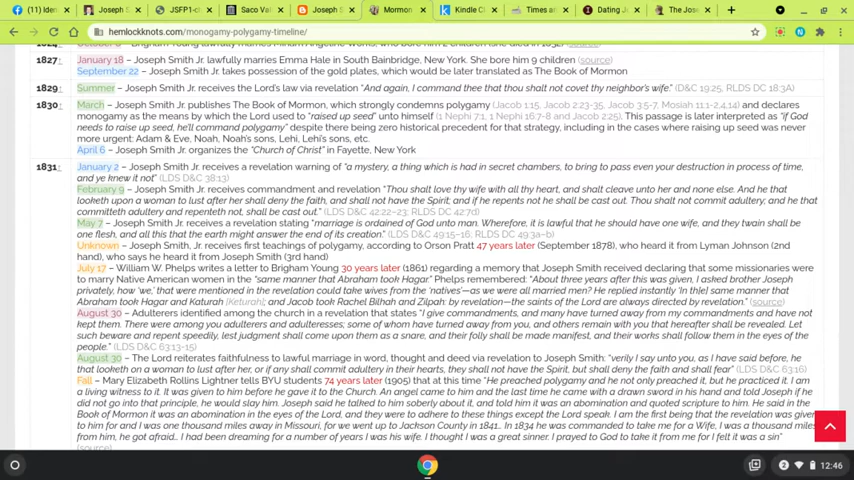 (12) Iden
Joseph S
JSFP1-cl
Saco Val
Joseph S
Mormon
Kindle Cl
Times an
Dating Ju
The Jose
hemlockknots.com/monogamy-polygamy-timeline/
1827 January 18 – Joseph Smith Jr. lawfully marries Emma Hale in South Bainbridge, New York. She bore him 9 children (source)
September 22 – Joseph Smith Jr. takes possession of the gold plates, which would be later translated as The Book of Mormon
1829 Summer – Joseph Smith Jr. receives the Lord's law via revelation "And again, I command thee that thou shalt not covet thy neighbor's wife." (D&C 19:25, RLDS DC 18:3A)
1830 March – Joseph Smith Jr. publishes The Book of Mormon, which strongly condemns polygamy (Jacob 1:15, Jacob 2:23-35, Jacob 3:5-7, Mosiah 11:1-2,4,14) and declares
monogamy as the means by which the Lord used to "raised up seed" unto himself (1 Nephi 7:1, 1 Nephi 16:7-8 and Jacob 2:25). This passage is later interpreted as "if God
needs to raise up seed, he'll command polygamy" despite there being zero historical precedent for that strategy, including in the cases where raising up seed was never
more urgent: Adam & Eve, Noah, Noah's sons, Lehi, Lehi's sons, etc.
April 6 – Joseph Smith Jr. organizes the "Church of Christ" in Fayette, New York
1831 January 2 – Joseph Smith Jr. receives a revelation warning of "a mystery, a thing which is had in secret chambers, to bring to pass even your destruction in process of time,
and ye knew it not" (LDS D&C 38:13)
February 9 – Joseph Smith Jr. receives commandment and revelation "Thou shalt love thy wife with all thy heart, and shall cleave unto her and none else. And he that
looketh upon a woman to lust after her shall deny the faith, and shall not have the Spirit; and if he repents not he shall be cast out. Thou shalt not commit adultery; and he that
committeth adultery and repenteth not, shall be cast out." (LDS D&C 42:22–23; RLDS DC 42:7d)
May 7 – Joseph Smith Jr. receives a revelation stating "marriage is ordained of God unto man. Wherefore, it is lawful that he should have one wife, and they twain shall be
one flesh, and all this that the earth might answer the end of its creation." (LDS D&C 49:15–16, RLDS DC 49:3a–b)
Unknown – Joseph Smith, Jr. receives first teachings of polygamy, according to Orson Pratt 47 years later (September 1878), who heard it from Lyman Johnson (2nd
hand), who says he heard it from Joseph Smith (3rd hand)
July 17 – William W. Phelps writes a letter to Brigham Young 30 years later (1861) regarding a memory that Joseph Smith received declaring that some missionaries were
to marry Native American women in the "same manner that Abraham took Hagar." Phelps remembered: "About three years after this was given, I asked brother Joseph
privately, how 'we,' that were mentioned in the revelation could take wives from the 'natives'—as we were all married men? He replied instantly 'In th[e] same manner that
Abraham took Hagar and Katurah [Keturah]; and Jacob took Rachel Bilhah and Zilpah: by revelation—the saints of the Lord are always directed by revelation." (source)
August 30 – Adulterers identified among the church in a revelation that states "I give commandments, and many have turned away from my commandments and have not
kept them. There were among you adulterers and adulteresses; some of whom have turned away from you, and others remain with you that hereafter shall be revealed. Let
such beware and repent speedily, lest judgment shall come upon them as a snare, and their folly shall be made manifest, and their works shall follow them in the eyes of the
people." (LDS D&C 63:13-15)
August 30 – The Lord reiterates faithfulness to lawful marriage in word, thought and deed via revelation to Joseph Smith: "verily I say unto you, as I have said before, he
that looketh on a woman to lust after her, or if any shall commit adultery in their hearts, they shall not have the Spirit, but shall deny the faith and shall fear" (LDS D&C 63:16)
Fall – Mary Elizabeth Rollins Lightner tells BYU students 74 years later (1905) that at this time "He preached polygamy and he not only preached it, but he practiced it. I am
a living witness to it. It was given to him before he gave it to the Church. An angel came to him and the last time he came with a drawn sword in his hand and told Joseph if he
did not go into that principle, he would slay him. Joseph said he talked to him soberly about it, and told him it was an abomination and quoted scripture to him. He said in the
Book of Mormon it was an abomination in the eyes of the Lord, and they were to adhere to these things except the Lord speak. I am the first being that the revelation was given
to him for and I was one thousand miles away in Missouri, for we went up to Jackson County in 1841... In 1834 he was commanded to take me for a Wife, I was a thousand miles
from him, he got afraid... I had been dreaming for a number of years I was his wife. I thought I was a great sinner. I prayed to God to take it from me for I felt it was a sin"
(source)
2 12:46